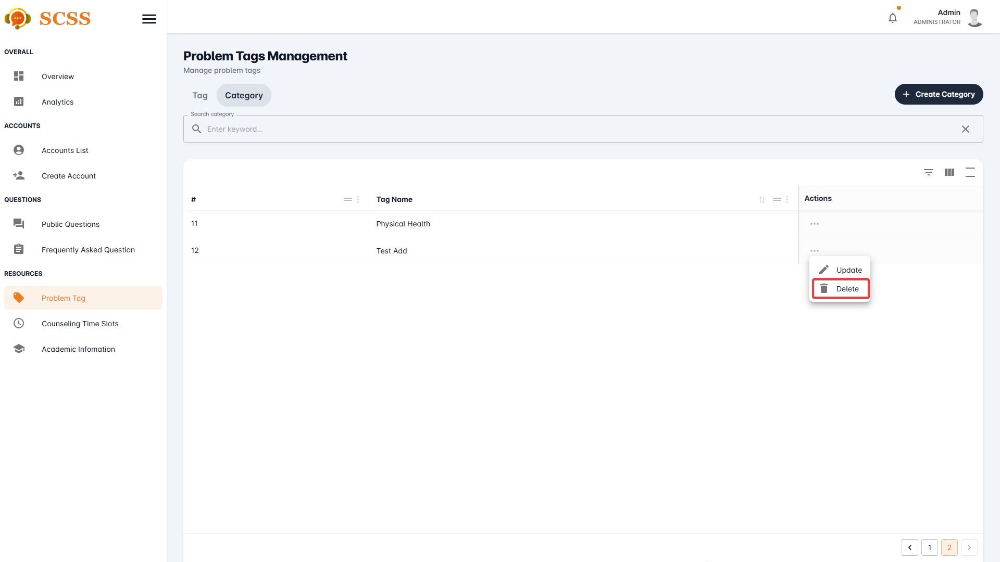 SCSS
Admin
ADMINISTRATOR
OVERALL
Overview
Analytics
ACCOUNTS
Accounts List
Create Account
QUESTIONS
Public Questions
Frequently Asked Question
RESOURCES
Problem Tag
Counseling Time Slots
Academic Infomation
Problem Tags Management
Manage problem tags
Tag Category
+ Create Category
Search category
Enter keyword...
# Tag Name Actions
11 Physical Health
12 Test Add
Update
Delete
1 2